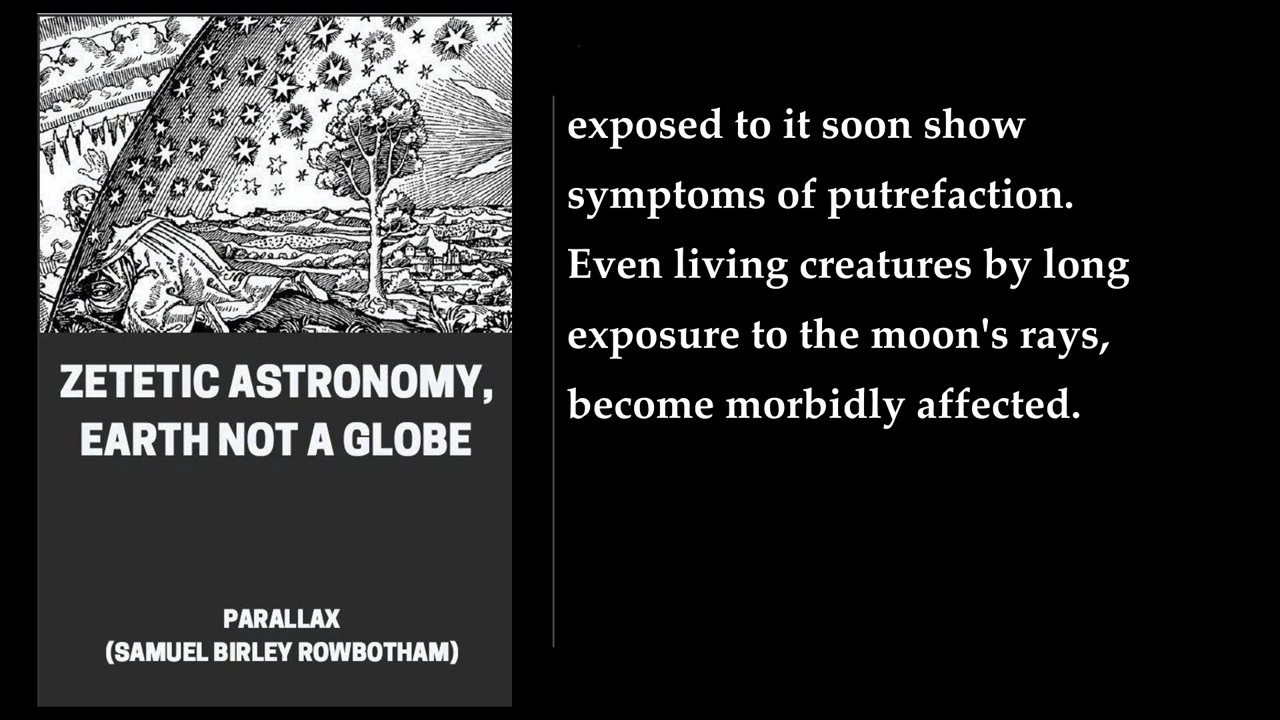 ZETETIC ASTRONOMY,
EARTH NOT A GLOBE
PARALLAX
(SAMUEL BIRLEY ROWBOTHAM)
exposed to it soon show
symptoms of putrefaction.
Even living creatures by long
exposure to the moon's rays,
become morbidly affected.